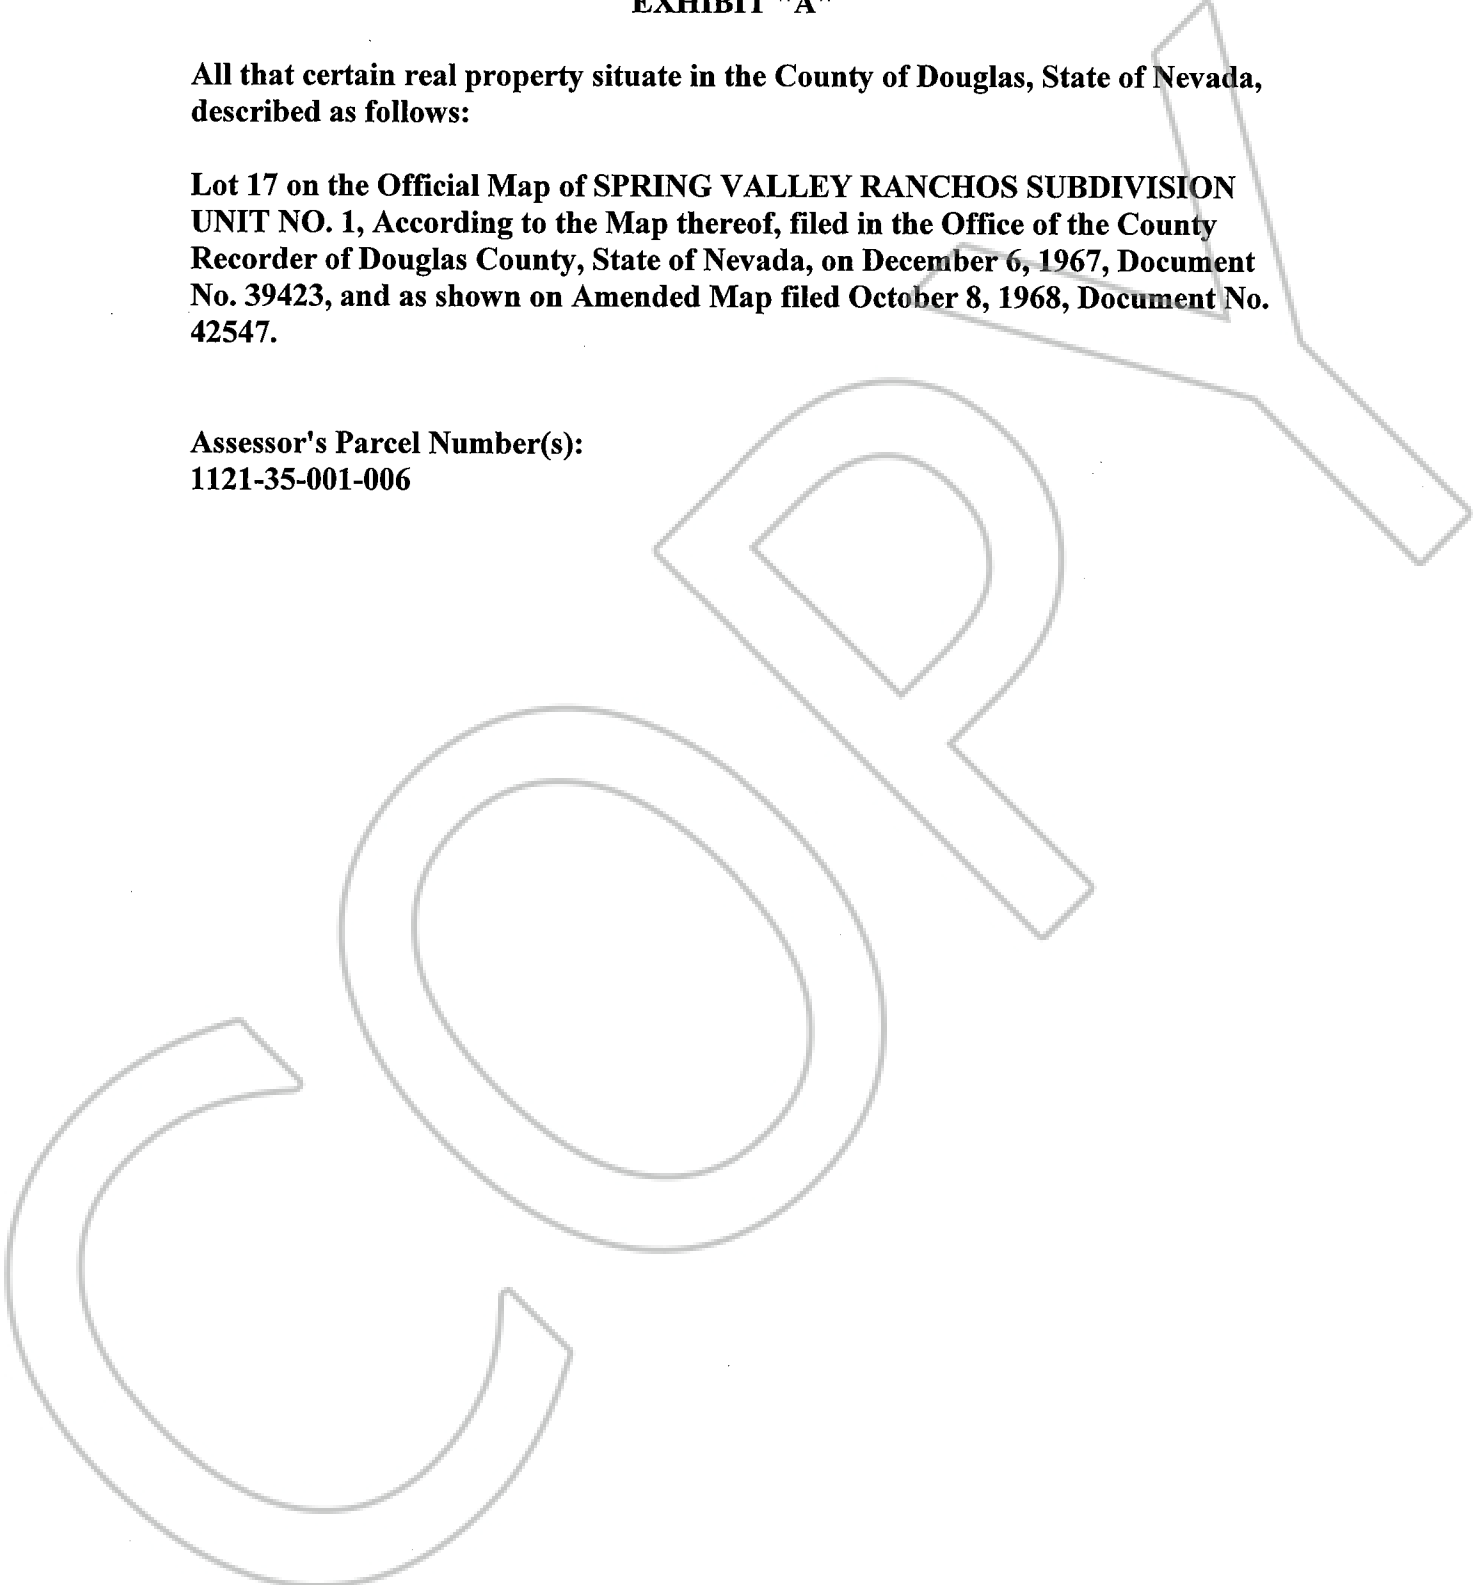 EXHIBIT "A"
All that certain real property situate in the County of Douglas, State of Nevada,
described as follows:
Lot 17 on the Official Map of SPRING VALLEY RANCHOS SUBDIVISION
UNIT NO. 1, According to the Map thereof, filed in the Office of the County
Recorder of Douglas County, State of Nevada, on December 6, 1967, Document
No. 39423, and as shown on Amended Map filed October 8, 1968, Document No.
42547.
Assessor's Parcel Number(s):
1121-35-001-006
COPY